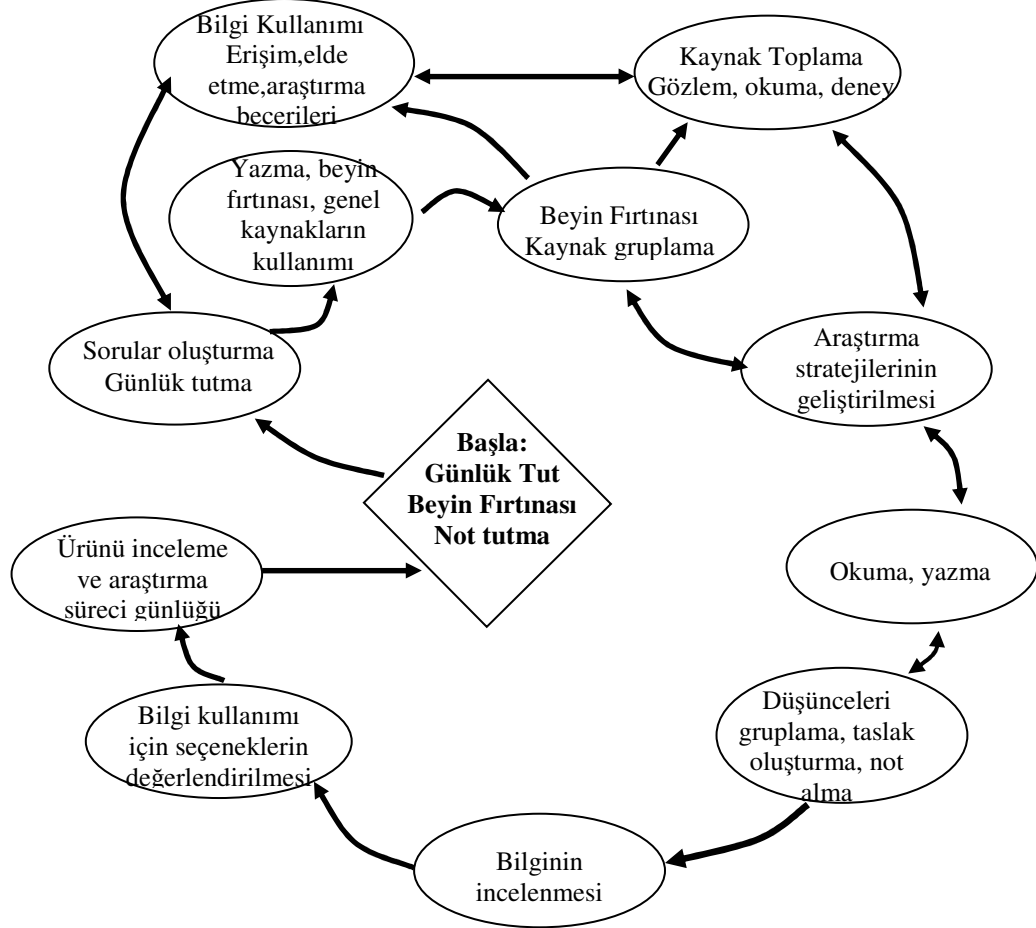 Bilgi Kullanımı
Erişim,elde
etme,araştırma
becerileri
Kaynak Toplama
Gözlem, okuma, deney
Yazma, beyin
fırtınası, genel
kaynakların
kullanımı
Beyin Fırtınası
Kaynak gruplama
Sorular oluşturma
Günlük tutma
Araştırma
stratejilerinin
geliştirilmesi
Başla:
Günlük Tut
Beyin Fırtınası
Not tutma
Ürünü inceleme
ve araştırma
süreci günlüğü
Okuma, yazma
Düşünceleri
gruplama, taslak
oluşturma, not
alma
Bilgi kullanımı
için seçeneklerin
değerlendirilmesi
Bilginin
incelenmesi